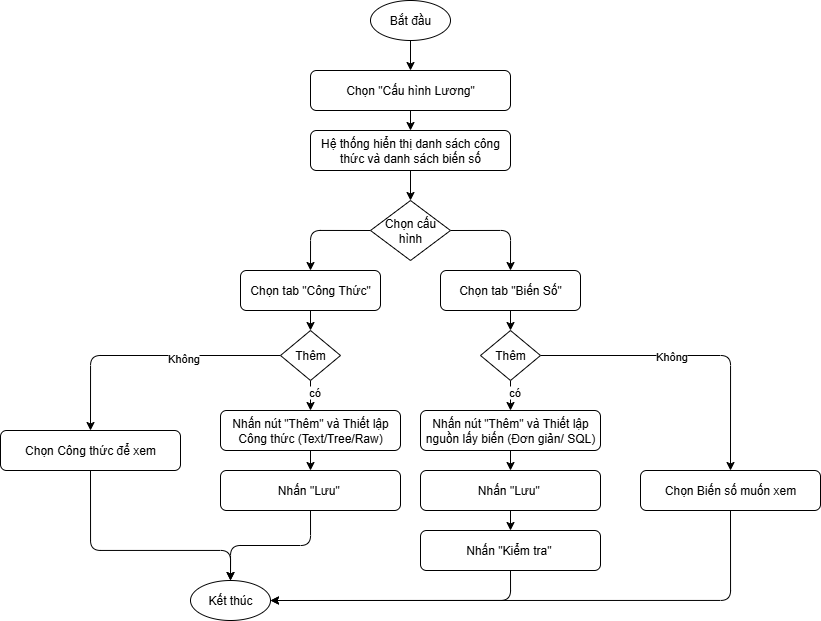 Bắt đầu
Chọn "Cấu hình Lương"
Hệ thống hiển thị danh sách công
thức và danh sách biến số
Chọn cấu
hình
Chọn tab "Công Thức"
Chọn tab "Biến Số"
Thêm
Thêm
Không
Không
có
có
Nhấn nút "Thêm" và Thiết lập
Công thức (Text/Tree/Raw)
Nhấn nút "Thêm" và Thiết lập
nguồn lấy biến (Đơn giản/ SQL)
Chọn Công thức để xem
Nhấn "Lưu"
Nhấn "Lưu"
Chọn Biến số muốn xem
Nhấn "Kiểm tra"
Kết thúc